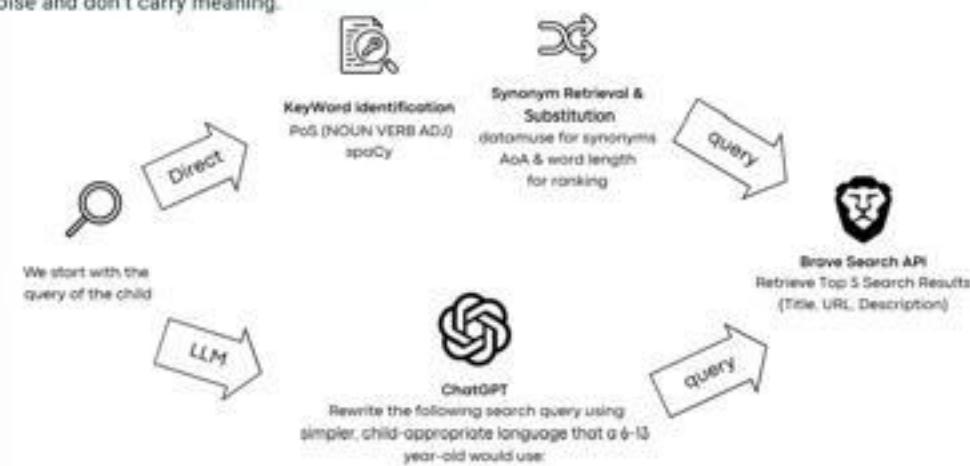 oise and don't carry meaning.
KeyWord identification
PoS (NOUN VERB ADJ)
spaCy
Synonym Retrieval &
Substitution
datamuse for synonyms
AoA & word length
for ranking
Direct
query
We start with the
query of the child
Brave Search API
Retrieve Top 5 Search Results
(Title, URL, Description)
LLM
ChatGPT
Rewrite the following search query using
simpler, child-appropriate language that a 6-13
year-old would use:
query